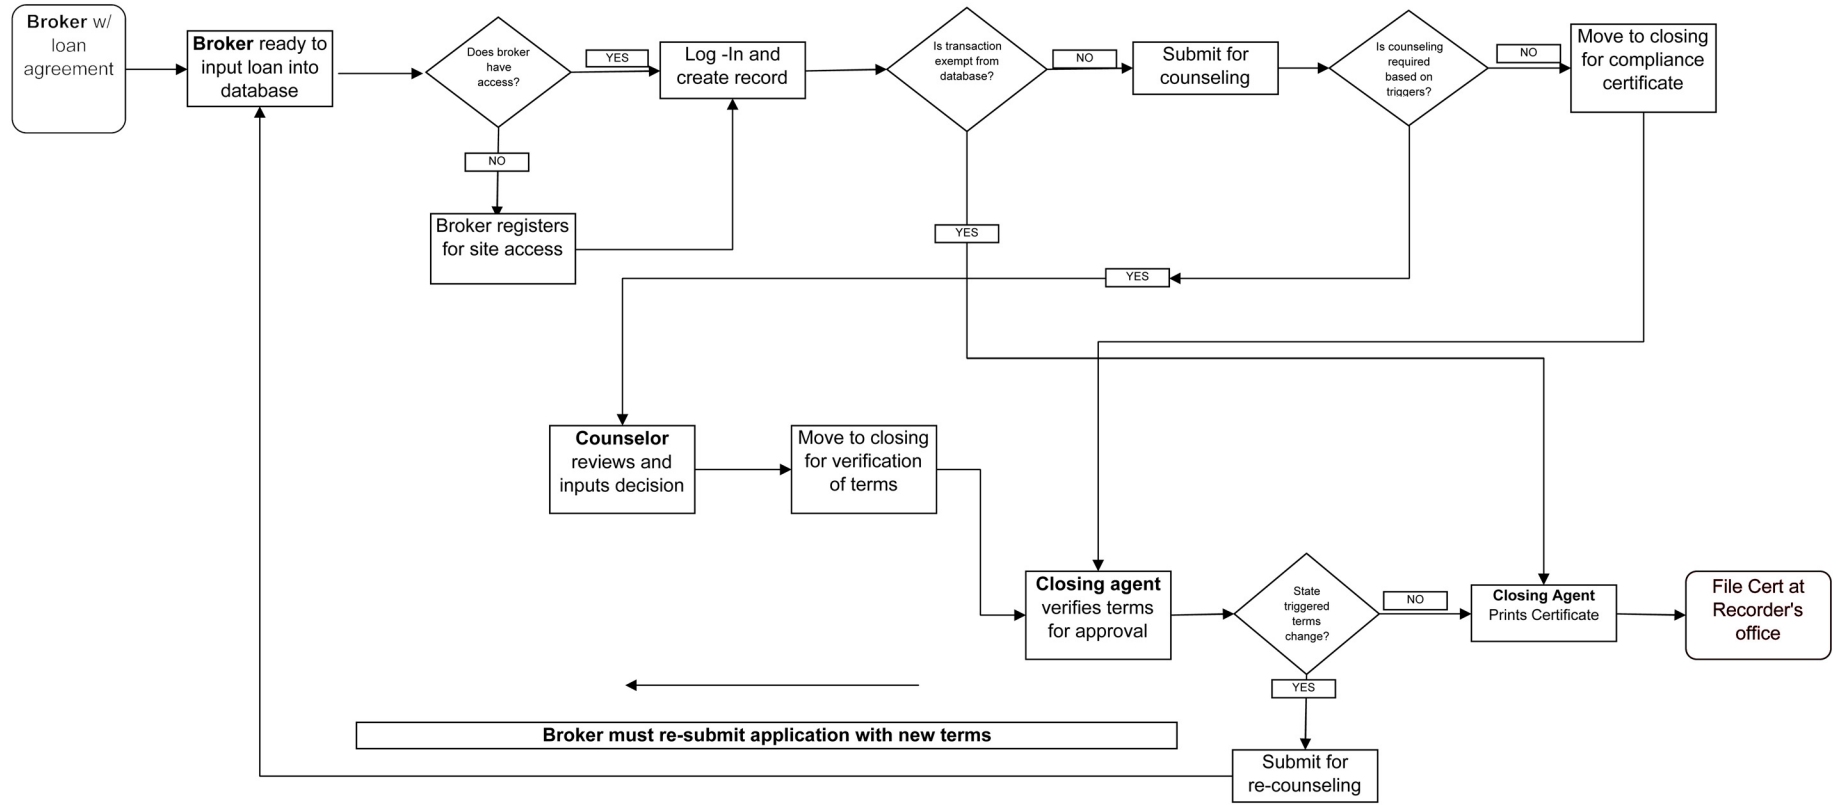 Broker w/
loan
agreement
Broker ready to
input loan into
database
Does broker
have
access?
YES
Log -In and
create record
Is transaction
exempt from
database?
NO
Submit for
counseling
Is counseling
required
based on
triggers?
NO
Move to closing
for compliance
certificate
NO
Broker registers
for site access
YES
YES
Counselor
reviews and
inputs decision
Move to closing
for verification
of terms
Closing agent
verifies terms
for approval
State
triggered
terms
change?
NO
Closing Agent
Prints Certificate
File Cert at
Recorder's
office
YES
Broker must re-submit application with new terms
Submit for
re-counseling